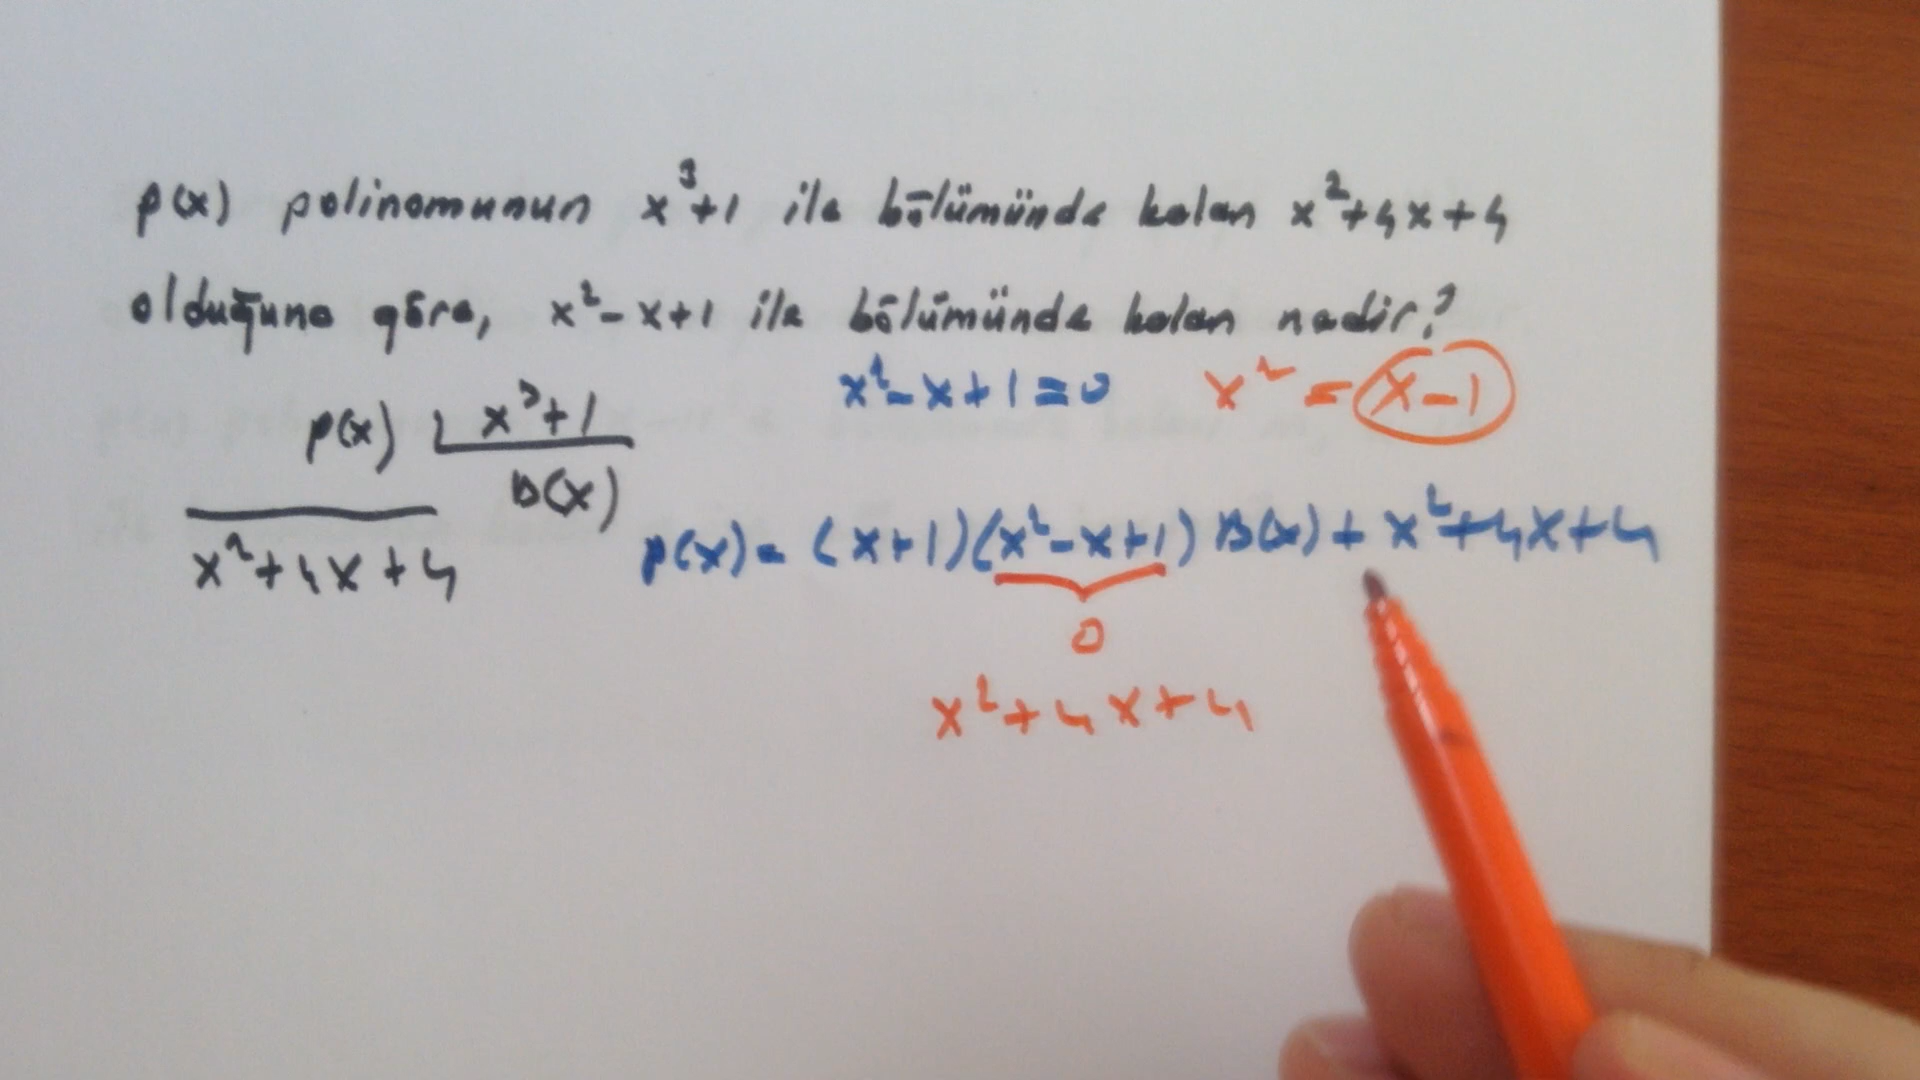 p(x) polinomunun x³+1 ile bölümünde kalan x²+4x+4
olduğuna göre, x²-x+1 ile bölümünde kalan nedir?
x²-x+1=0 x²=x-1
p(x) x³+1
B(x)
x²+4x+4
p(x)=(x+1)(x²-x+1)B(x)+x²+4x+4
0
x²+4x+4